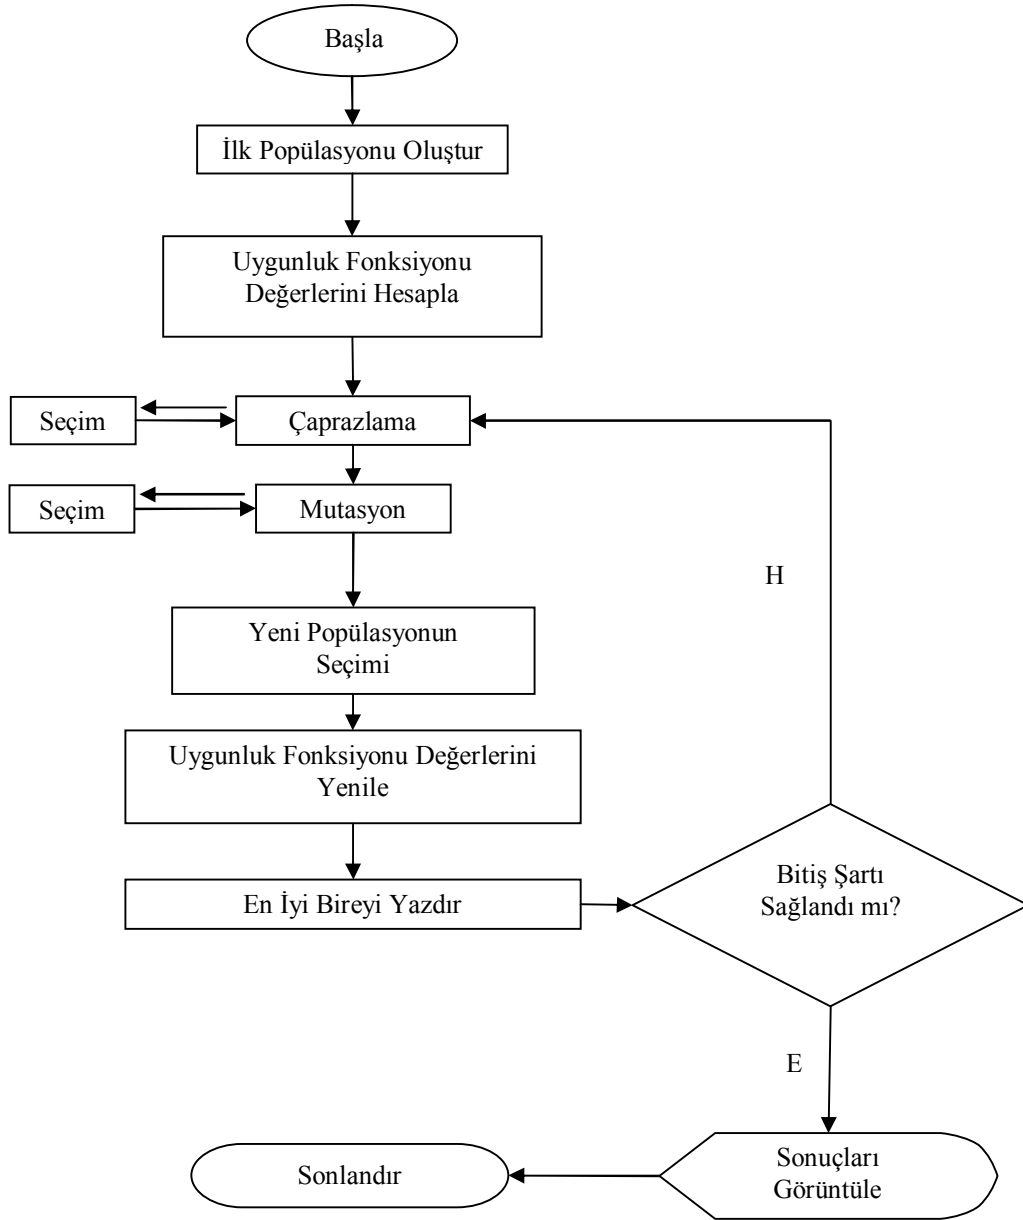 Başla
İlk Popülasyonu Oluştur
Uygunluk Fonksiyonu
Değerlerini Hesapla
Seçim
Çaprazlama
Seçim
Mutasyon
H
Yeni Popülasyonun
Seçimi
Uygunluk Fonksiyonu Değerlerini
Yenile
En İyi Bireyi Yazdır
Bitiş Şartı
Sağlandı mı?
E
Sonuçları
Görüntüle
Sonlandır